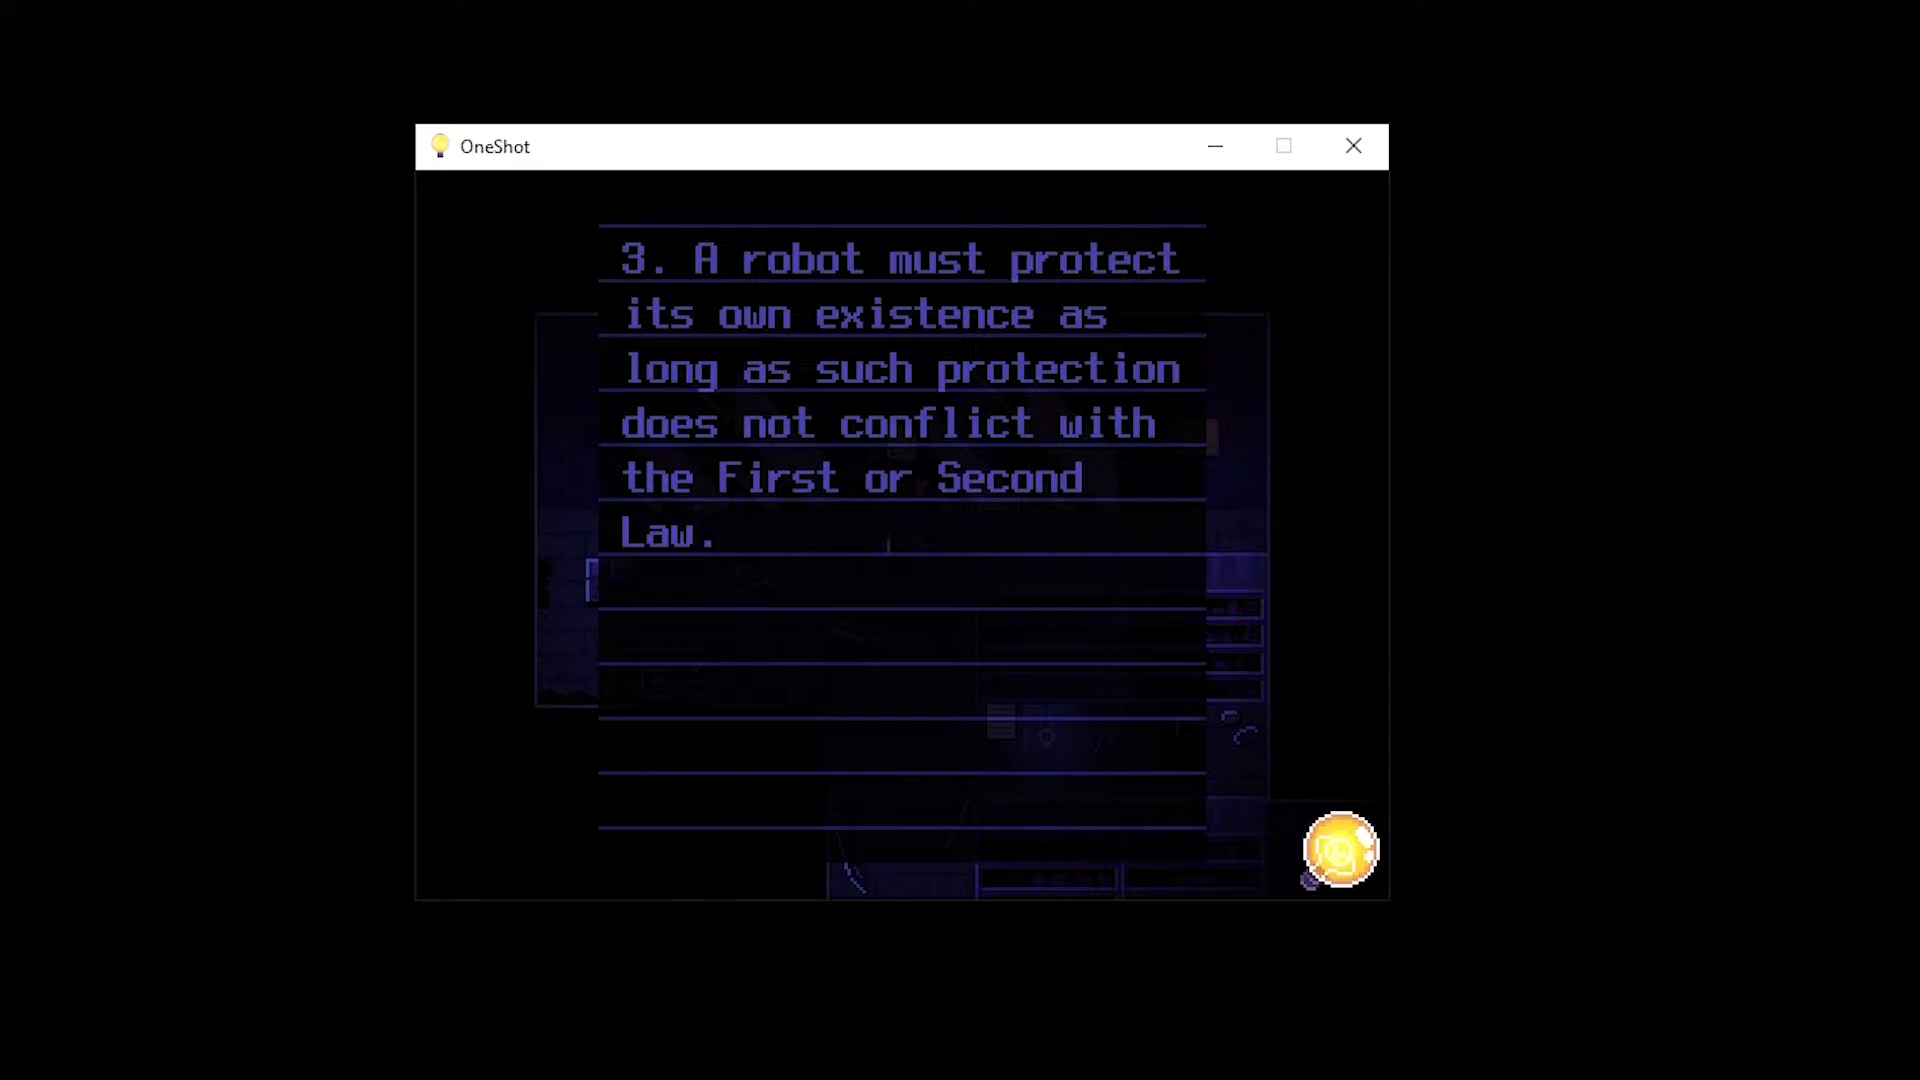 OneShot
3. A robot must protect
its own existence as
long as such protection
does not conflict with
the First or Second
Law.